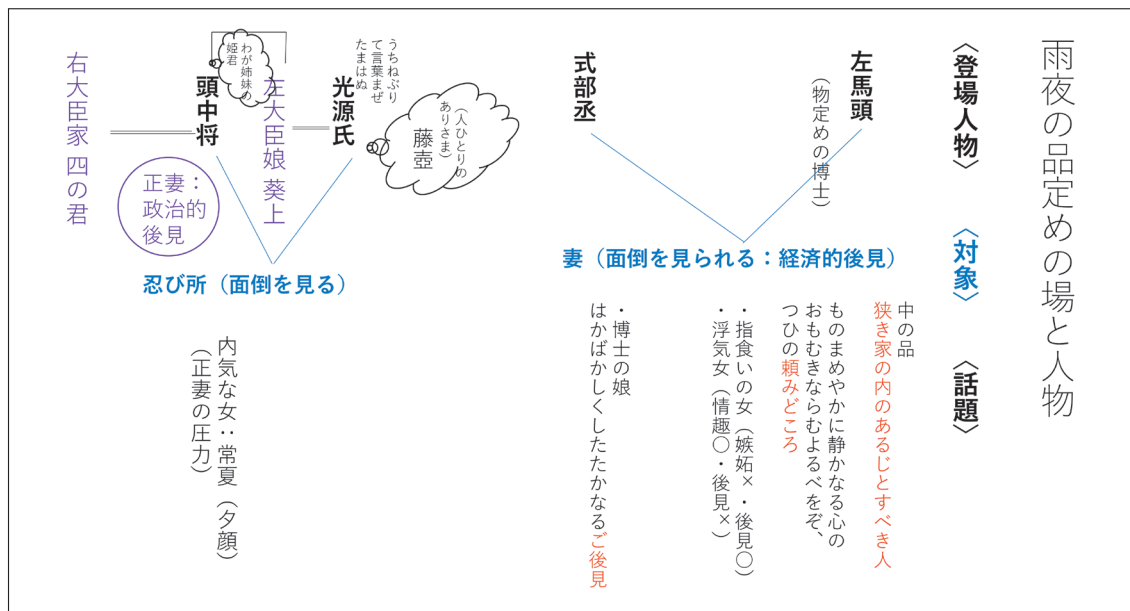 雨夜の品定めの場と人物
〈登場人物〉
〈対象〉
〈話題〉
左馬頭
（物定めの博士）
式部丞
妻（面倒を見られる：経済的後見）
中の品
狭き家の内のあるじとすべき人
ものまめやかに静かなる心の
おもむきならむよるべをぞ、
つひの頼みどころ
・指食いの女（嫉妬×・後見〇）
・浮気女（情趣〇・後見×）
・博士の娘
はかばかしくしたたかなるご後見
（人ひとりの
ありさま）
藤壺
うちねぶり
て言葉まぜ
たまはぬ
光源氏
左大臣娘 葵上
わが姉妹の
姫君
頭中将
右大臣家 四の君
正妻：
政治的
後見
忍び所（面倒を見る）
内気な女：常夏（夕顔）
（正妻の圧力）